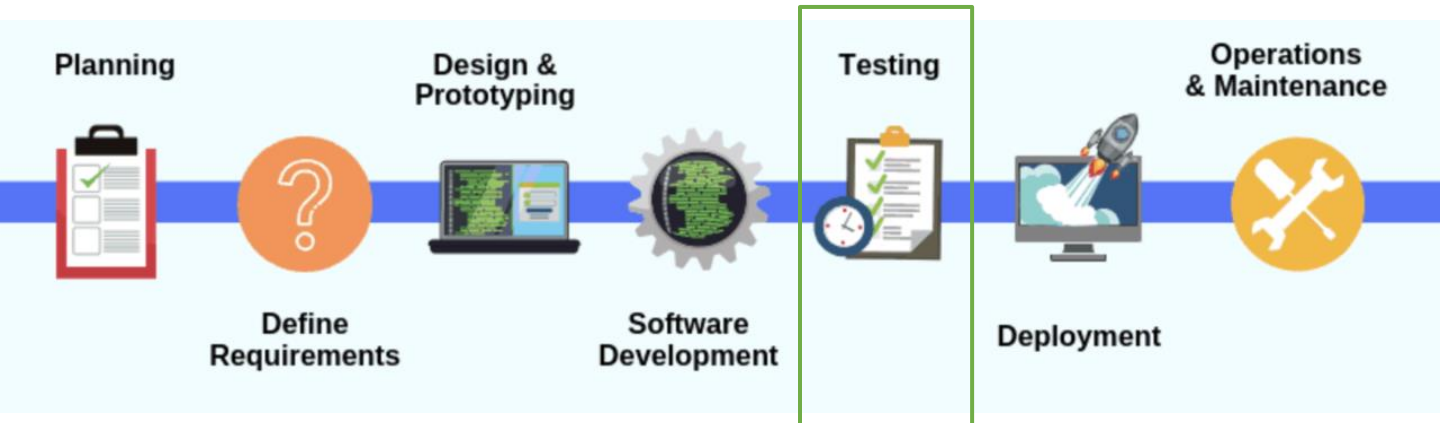 Planning
Define
Requirements
Design &
Prototyping
Software
Development
Testing
Deployment
Operations
& Maintenance